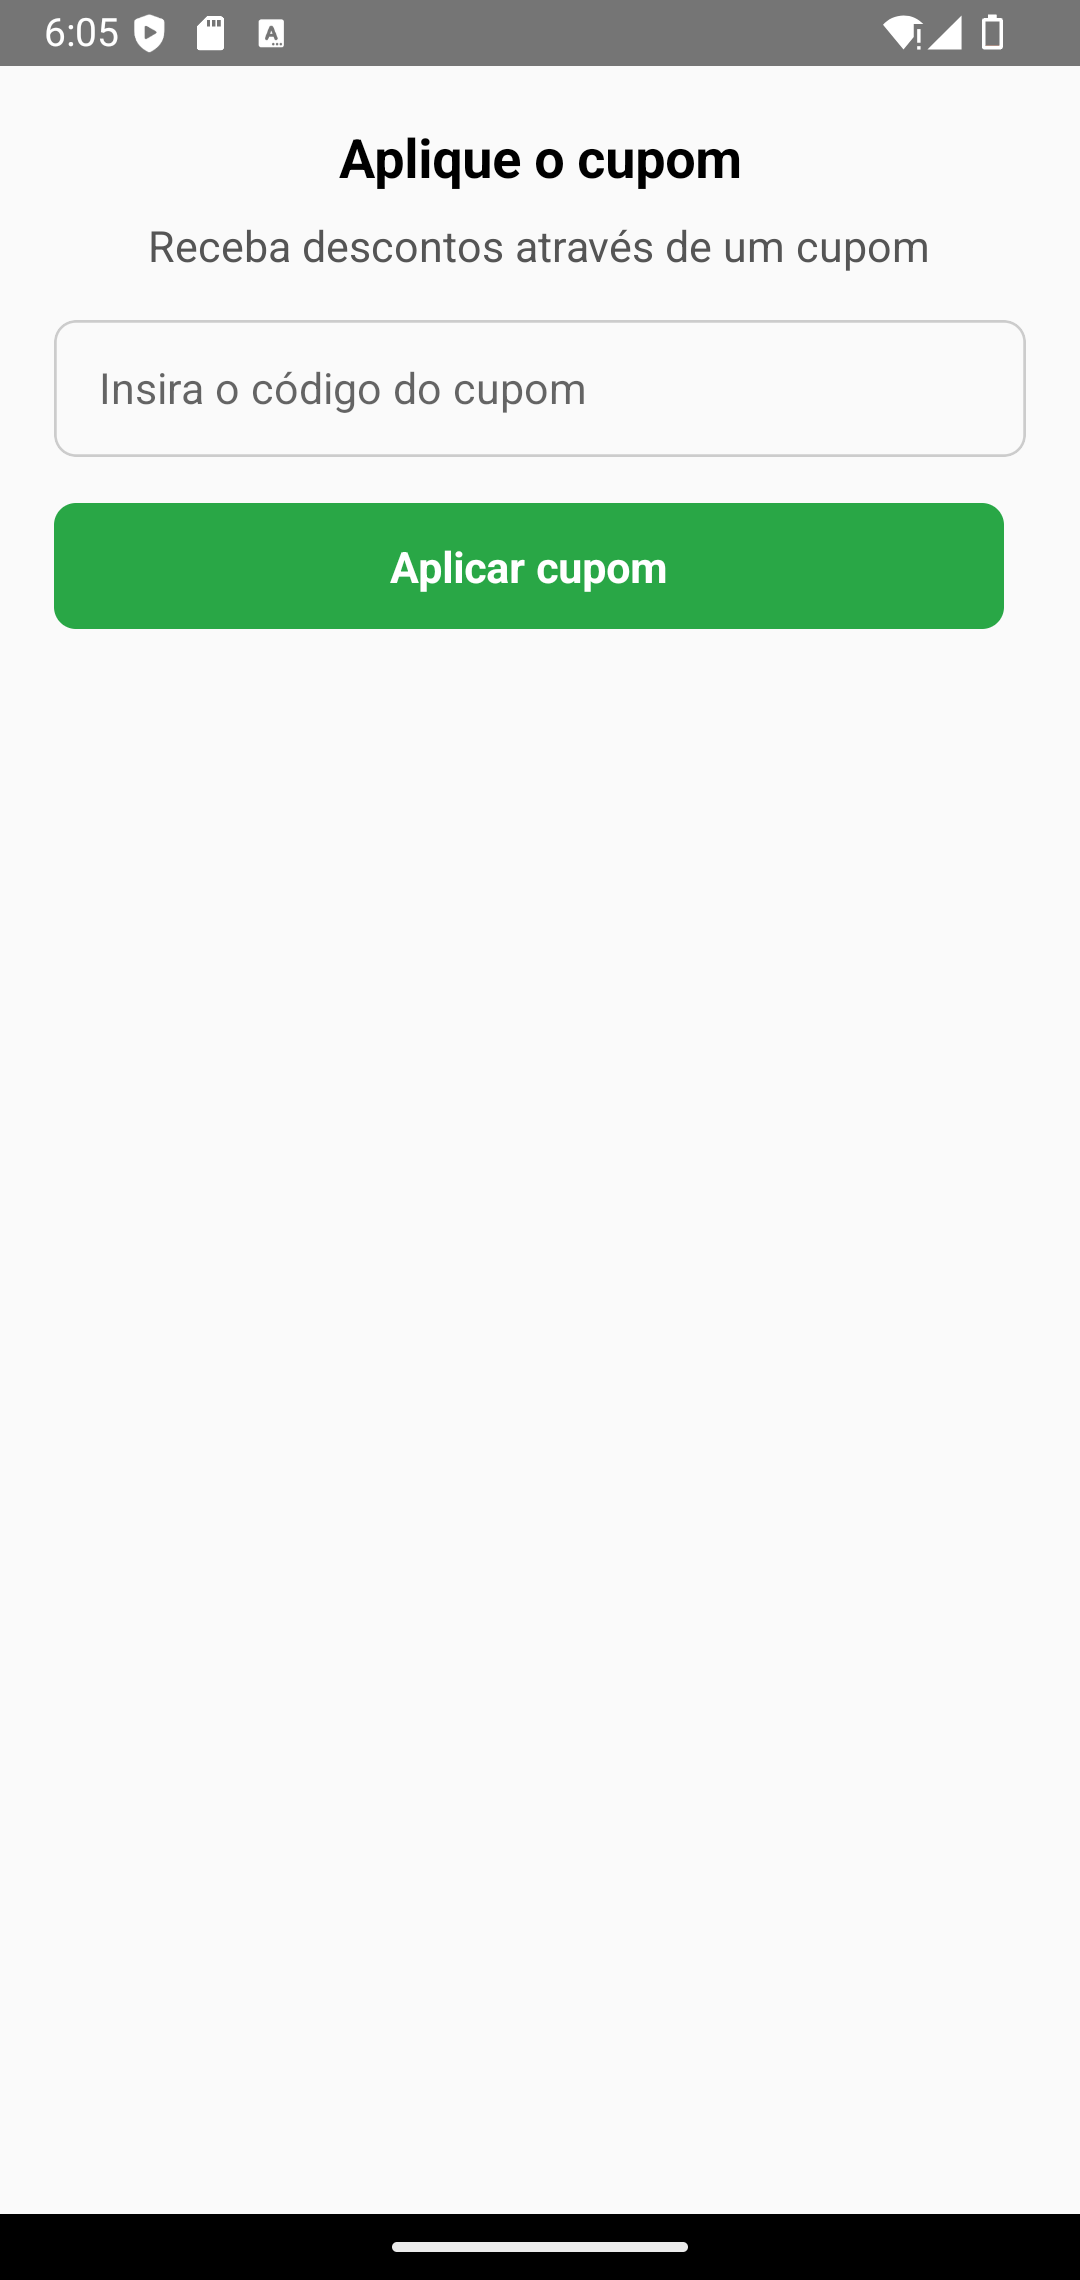 6:05
Aplique o cupom
Receba descontos através de um cupom
Insira o código do cupom
Aplicar cupom